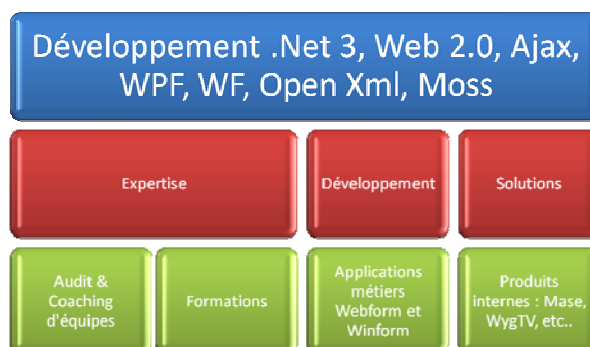 Développement .Net 3, Web 2.0, Ajax,
WPF, WF, Open Xml, Moss
Expertise
Développement
Solutions
Audit &
Coaching
d'équipes
Formations
Applications
métiers
Webform et
Winform
Produits
internes : Mase,
WygTV, etc..